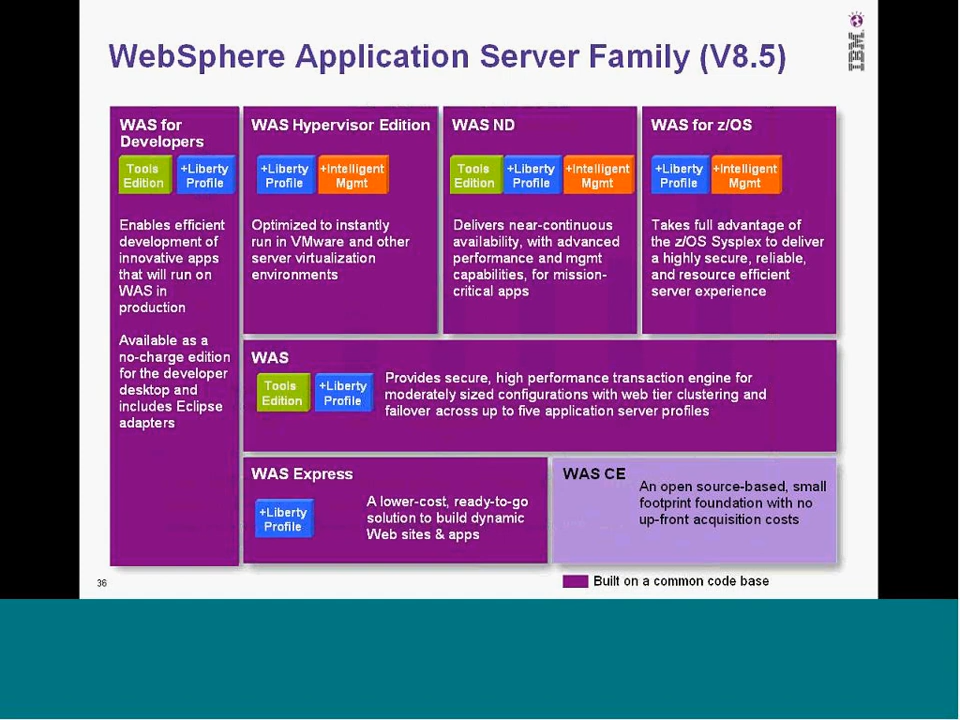 WebSphere Application Server Family (V8.5)
IBM
WAS for
Developers
Tools
Edition
+Liberty
Profile
Enables efficient
development of
innovative apps
that will run on
WAS in
production
Available as a
no-charge edition
for the developer
desktop and
includes Eclipse
adapters
WAS Hypervisor Edition
+Liberty
Profile
+Intelligent
Mgmt
Optimized to instantly
run in VMware and other
server virtualization
environments
WAS ND
Tools
Edition
+Liberty
Profile
+Intelligent
Mgmt
Delivers near-continuous
availability, with advanced
performance and mgmt
capabilities, for mission-
critical apps
WAS for z/OS
+Liberty
Profile
+Intelligent
Mgmt
Takes full advantage of
the z/OS Sysplex to deliver
a highly secure, reliable,
and resource efficient
server experience
WAS
Tools
Edition
+Liberty
Profile
Provides secure, high performance transaction engine for
moderately sized configurations with web tier clustering and
failover across up to five application server profiles
WAS Express
+Liberty
Profile
A lower-cost, ready-to-go
solution to build dynamic
Web sites & apps
WAS CE
An open source-based, small
footprint foundation with no
up-front acquisition costs
36
Built on a common code base